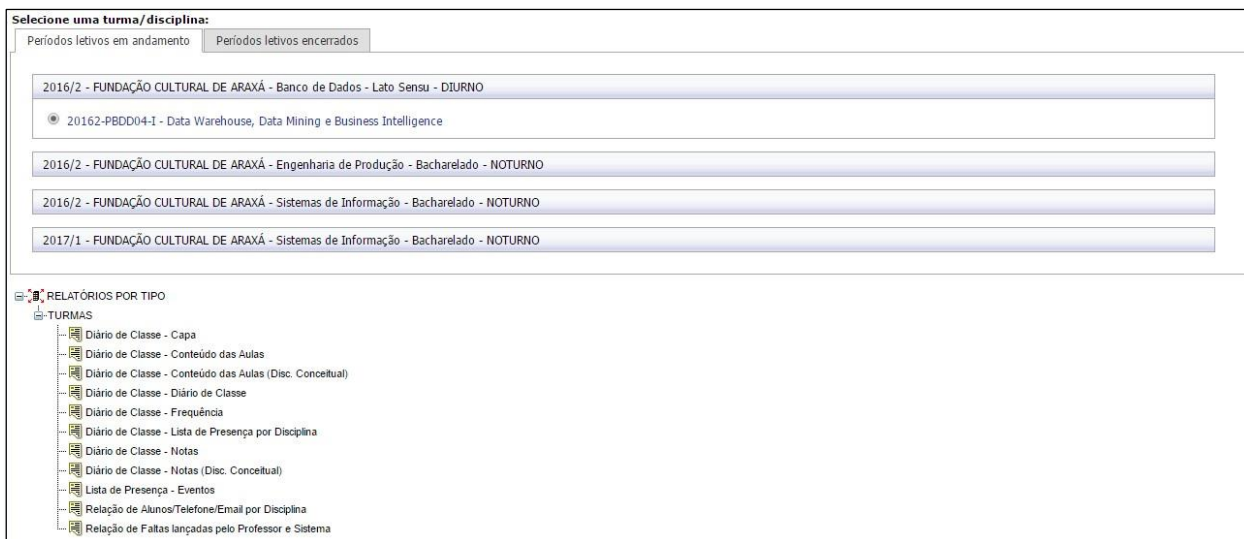 Selecione uma turma/disciplina:
Períodos letivos em andamento Períodos letivos encerrados
2016/2 - FUNDAÇÃO CULTURAL DE ARAXÁ - Banco de Dados - Lato Sensu - DIURNO
20162-PBDD04-I - Data Warehouse, Data Mining e Business Intelligence
2016/2 - FUNDAÇÃO CULTURAL DE ARAXÁ - Engenharia de Produção - Bacharelado - NOTURNO
2016/2 - FUNDAÇÃO CULTURAL DE ARAXÁ - Sistemas de Informação - Bacharelado - NOTURNO
2017/1 - FUNDAÇÃO CULTURAL DE ARAXÁ - Sistemas de Informação - Bacharelado - NOTURNO
RELATÓRIOS POR TIPO
TURMAS
Diário de Classe - Capa
Diário de Classe - Conteúdo das Aulas
Diário de Classe - Conteúdo das Aulas (Disc. Conceitual)
Diário de Classe - Diário de Classe
Diário de Classe - Frequência
Diário de Classe - Lista de Presença por Disciplina
Diário de Classe - Notas
Diário de Classe - Notas (Disc. Conceitual)
Lista de Presença - Eventos
Relação de Alunos/Telefone/Email por Disciplina
Relação de Faltas lançadas pelo Professor e Sistema